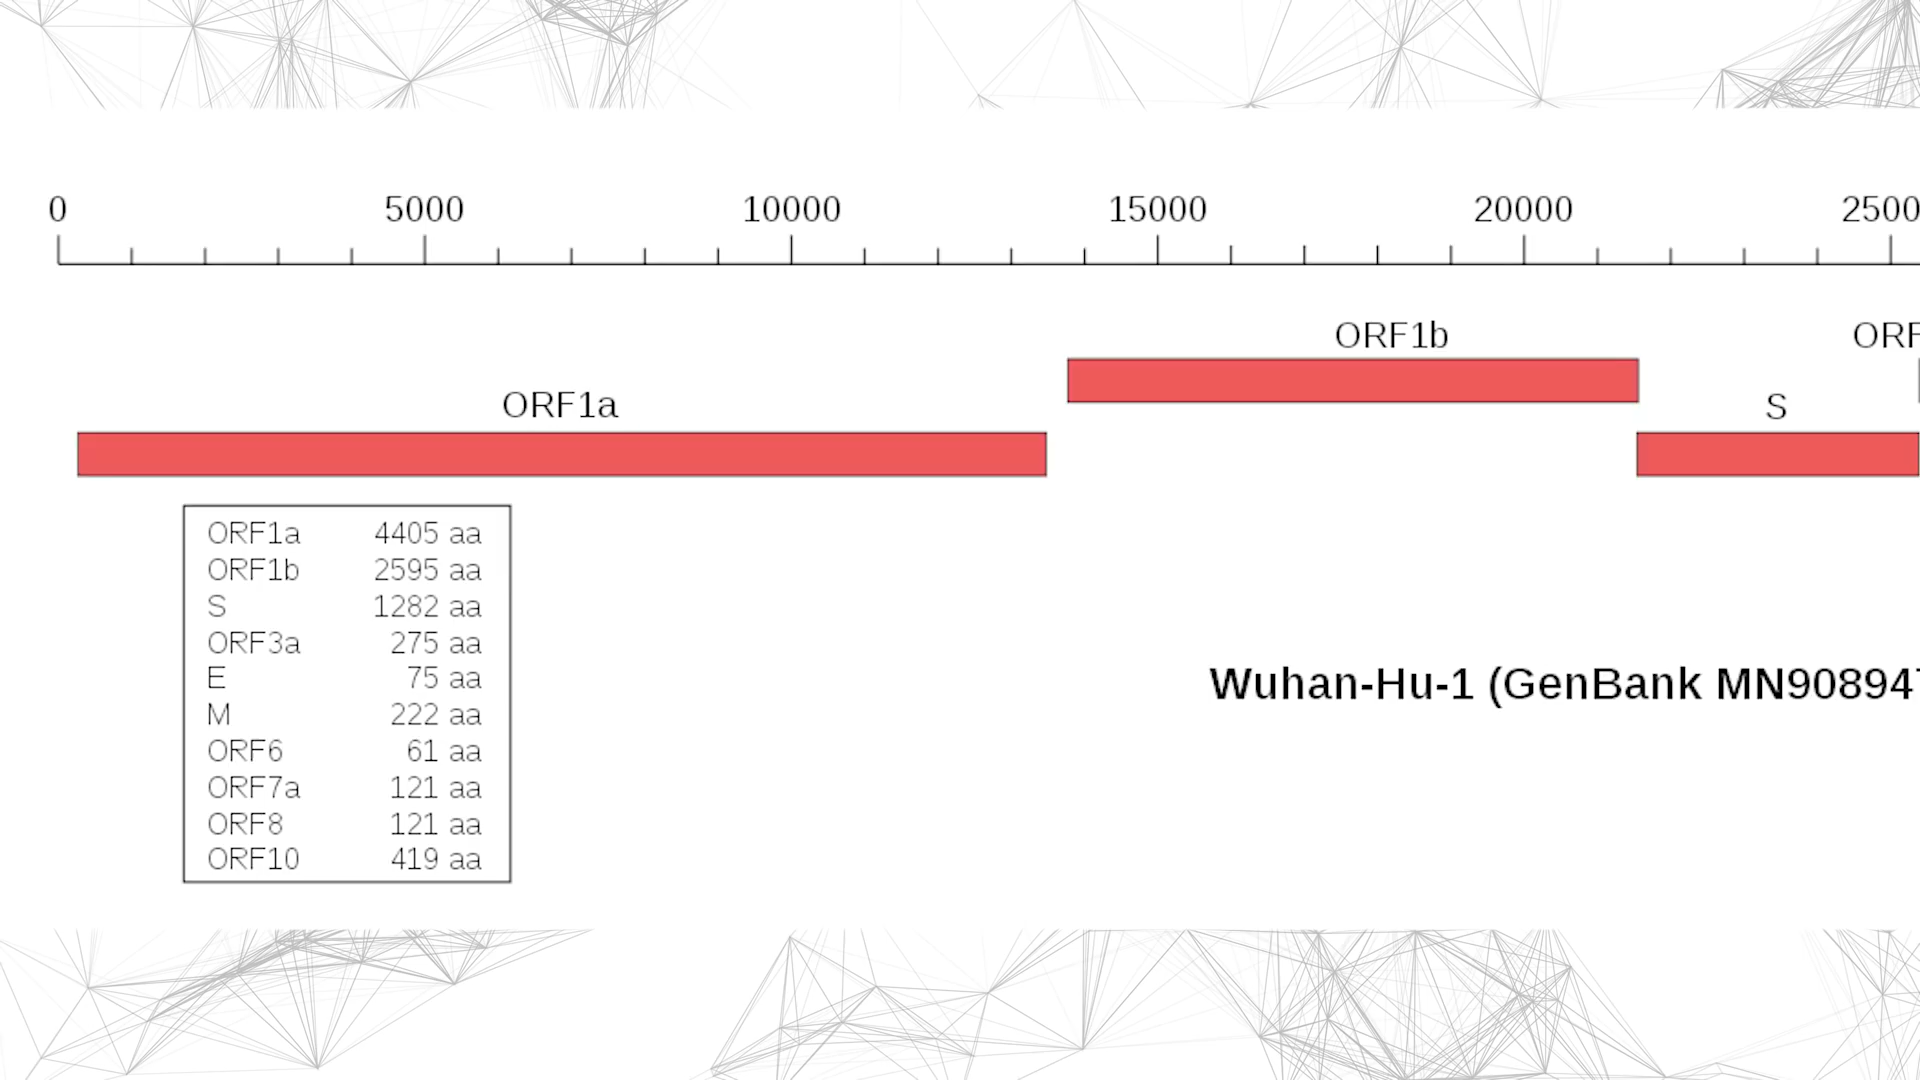 0 5000 10000 15000 20000 2500
ORF1b ORF
ORF1a S
ORF1a 4405 aa
ORF1b 2595 aa
S 1282 aa
ORF3a 275 aa
E 75 aa
M 222 aa
ORF6 61 aa
ORF7a 121 aa
ORF8 121 aa
ORF10 419 aa
Wuhan-Hu-1 (GenBank MN908947